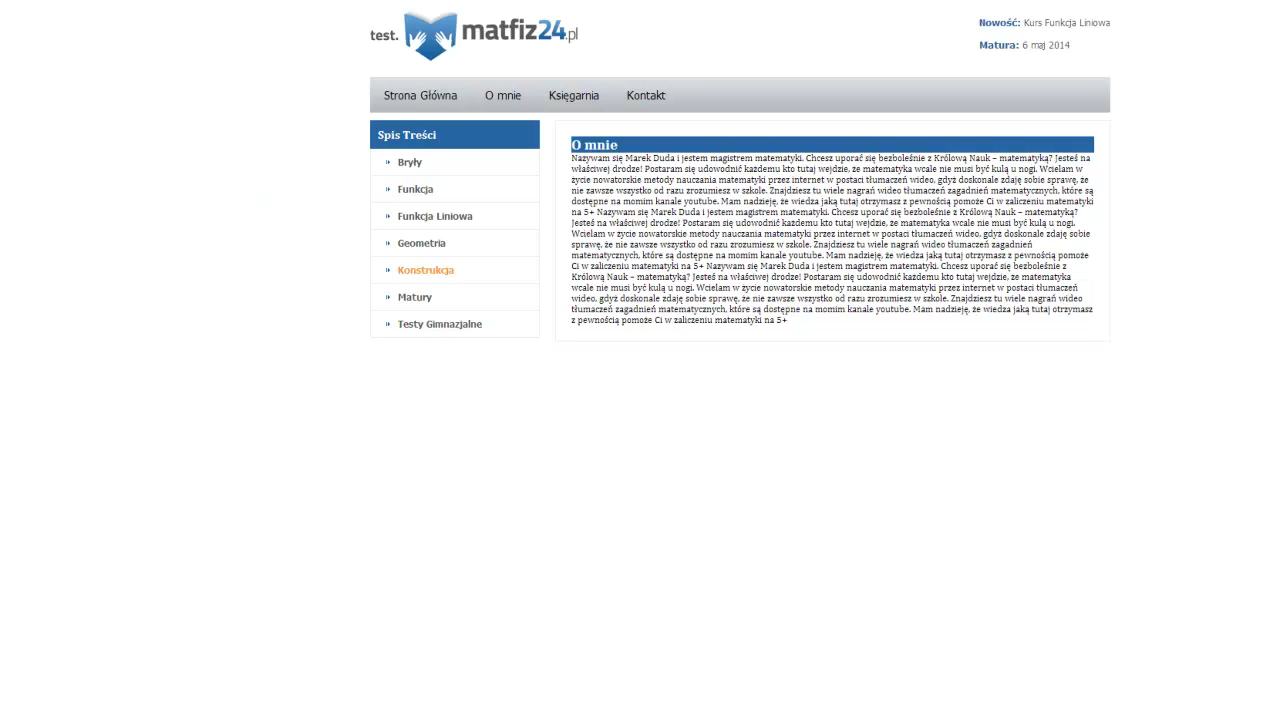 test. matfiz24.pl
Nowość: Kurs Funkcja Liniowa
Matura: 6 maj 2014
Strona Główna O mnie Księgarnia Kontakt
Spis Treści
Bryły
Funkcja
Funkcja Liniowa
Geometria
Konstrukcja
Matury
Testy Gimnazjalne
O mnie
Nazywam się Marek Duda i jestem magistrem matematyki. Chcesz uporać się bezboleśnie z Królową Nauk – matematyką? Jesteś na
właściwej drodze! Postaram się udowodnić każdemu kto tutaj wejdzie, że matematyka wcale nie musi być kulą u nogi. Wcielam w
życie nowatorskie metody nauczania matematyki przez internet w postaci tłumaczeń wideo, gdyż doskonale zdaję sobie sprawę, że
nie zawsze wszystko od razu zrozumiesz w szkole. Znajdziesz tu wiele nagrań wideo tłumaczeń zagadnień matematycznych, które są
dostępne na momim kanale youtube. Mam nadzieję, że wiedza jaką tutaj otrzymasz z pewnością pomoże Ci w zaliczeniu matematyki
na 5+ Nazywam się Marek Duda i jestem magistrem matematyki. Chcesz uporać się bezboleśnie z Królową Nauk – matematyką?
Jesteś na właściwej drodze! Postaram się udowodnić każdemu kto tutaj wejdzie, że matematyka wcale nie musi być kulą u nogi.
Wcielam w życie nowatorskie metody nauczania matematyki przez internet w postaci tłumaczeń wideo, gdyż doskonale zdaję sobie
sprawę, że nie zawsze wszystko od razu zrozumiesz w szkole. Znajdziesz tu wiele nagrań wideo tłumaczeń zagadnień
matematycznych, które są dostępne na momim kanale youtube. Mam nadzieję, że wiedza jaką tutaj otrzymasz z pewnością pomoże
Ci w zaliczeniu matematyki na 5+ Nazywam się Marek Duda i jestem magistrem matematyki. Chcesz uporać się bezboleśnie z
Królową Nauk – matematyką? Jesteś na właściwej drodze! Postaram się udowodnić każdemu kto tutaj wejdzie, że matematyka
wcale nie musi być kulą u nogi. Wcielam w życie nowatorskie metody nauczania matematyki przez internet w postaci tłumaczeń
wideo, gdyż doskonale zdaję sobie sprawę, że nie zawsze wszystko od razu zrozumiesz w szkole. Znajdziesz tu wiele nagrań wideo
tłumaczeń zagadnień matematycznych, które są dostępne na momim kanale youtube. Mam nadzieję, że wiedza jaką tutaj otrzymasz
z pewnością pomoże Ci w zaliczeniu matematyki na 5+